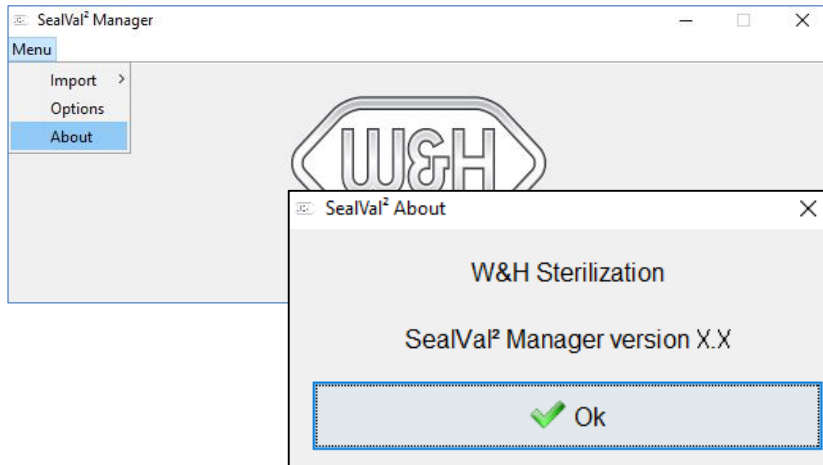 SealVal² Manager
Menu
Import
Options
About
W&H
SealVal² About
W&H Sterilization
SealVal² Manager version X.X
Ok